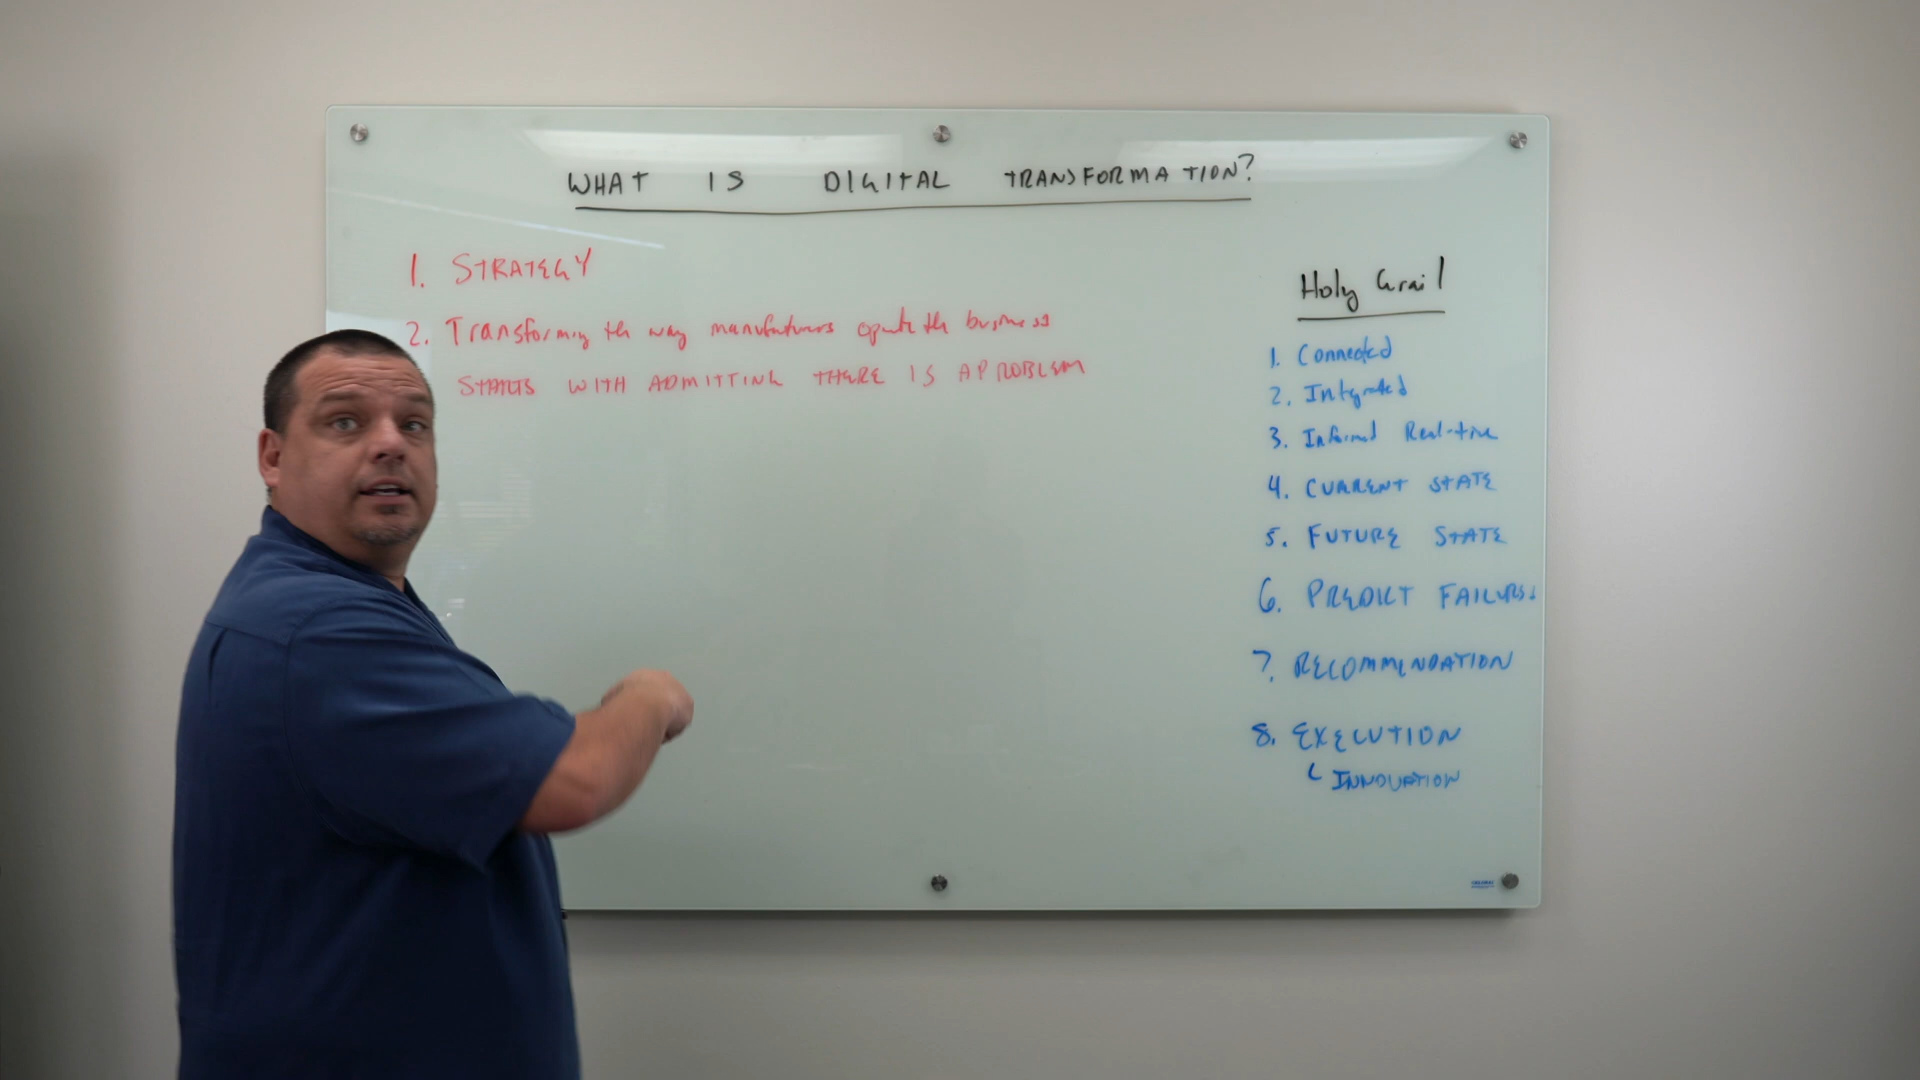 WHAT IS DIGITAL TRANSFORMATION?
1. STRATEGY
2. Transforming the way manufacturers operate the business
STARTS WITH ADMITTING THERE IS A PROBLEM
Holy Grail
1. Connected
2. Integrated
3. Informed Real-time
4. CURRENT STATE
5. FUTURE STATE
6. PREDICT FAILURES
7. RECOMMENDATION
8. EXECUTION
INNOVATION